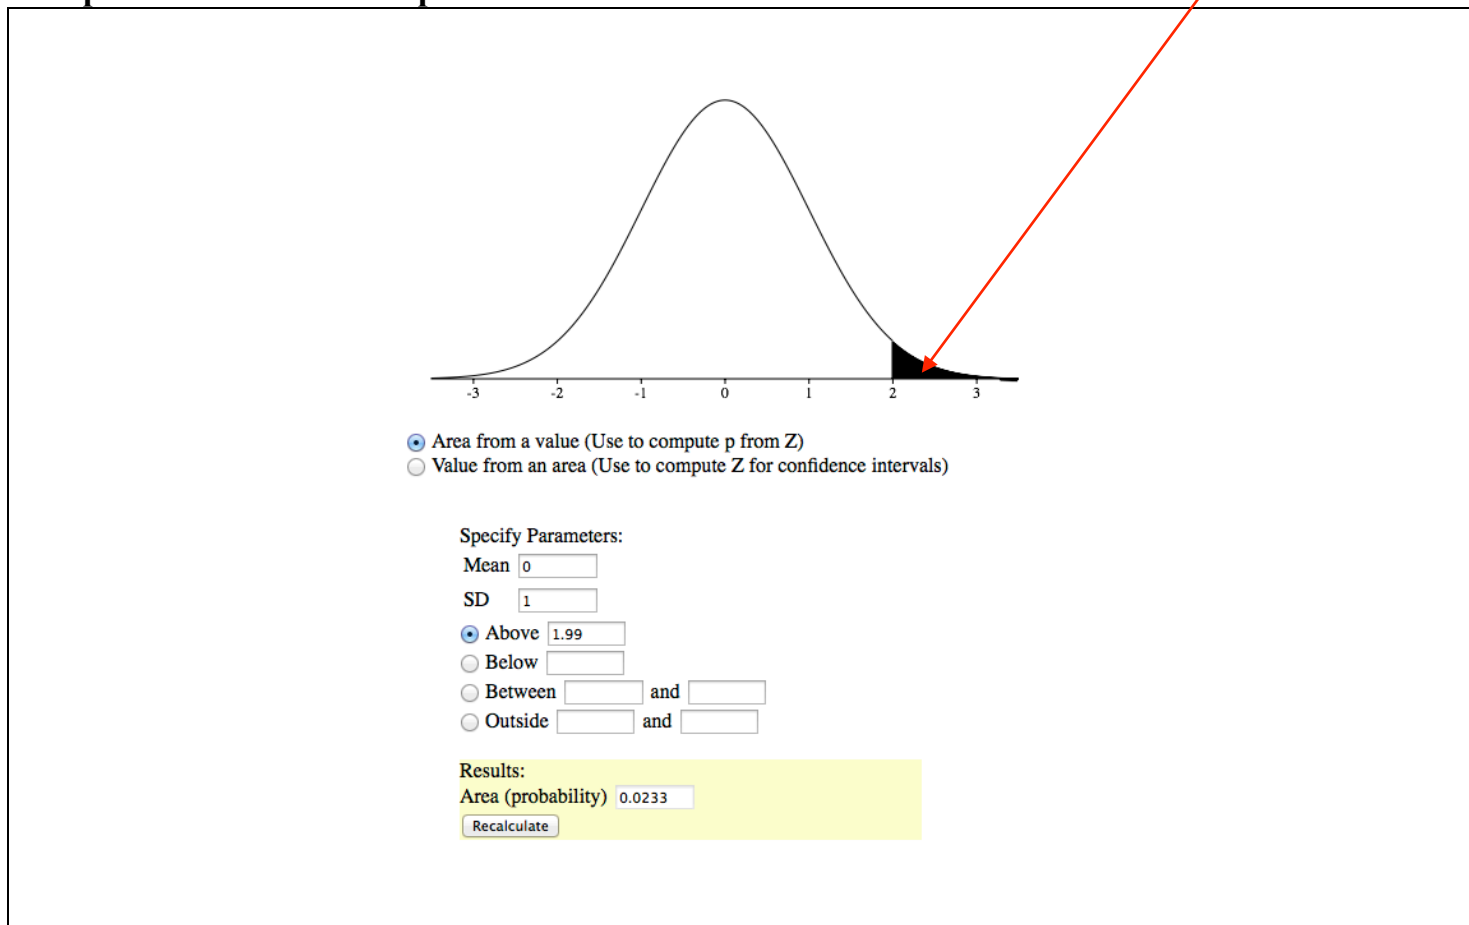 -3 -2 -1 0 1 2 3
Area from a value (Use to compute p from Z)
Value from an area (Use to compute Z for confidence intervals)
Specify Parameters:
Mean 0
SD 1
Above 1.99
Below
Between and
Outside and
Results:
Area (probability) 0.0233
Recalculate